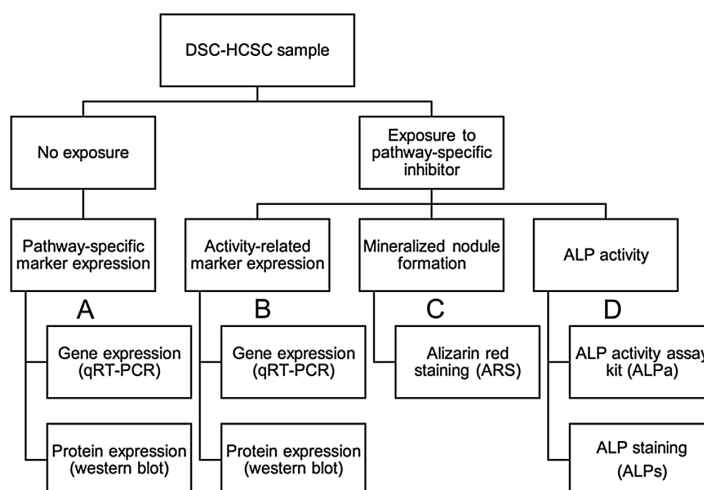 DSC-HCSC sample
No exposure
Exposure to
pathway-specific
inhibitor
Pathway-specific
marker expression
Activity-related
marker expression
Mineralized nodule
formation
ALP activity
A
B
C
D
Gene expression
(qRT-PCR)
Gene expression
(qRT-PCR)
Alizarin red
staining (ARS)
ALP activity assay
kit (ALPa)
Protein expression
(western blot)
Protein expression
(western blot)
ALP staining
(ALPs)